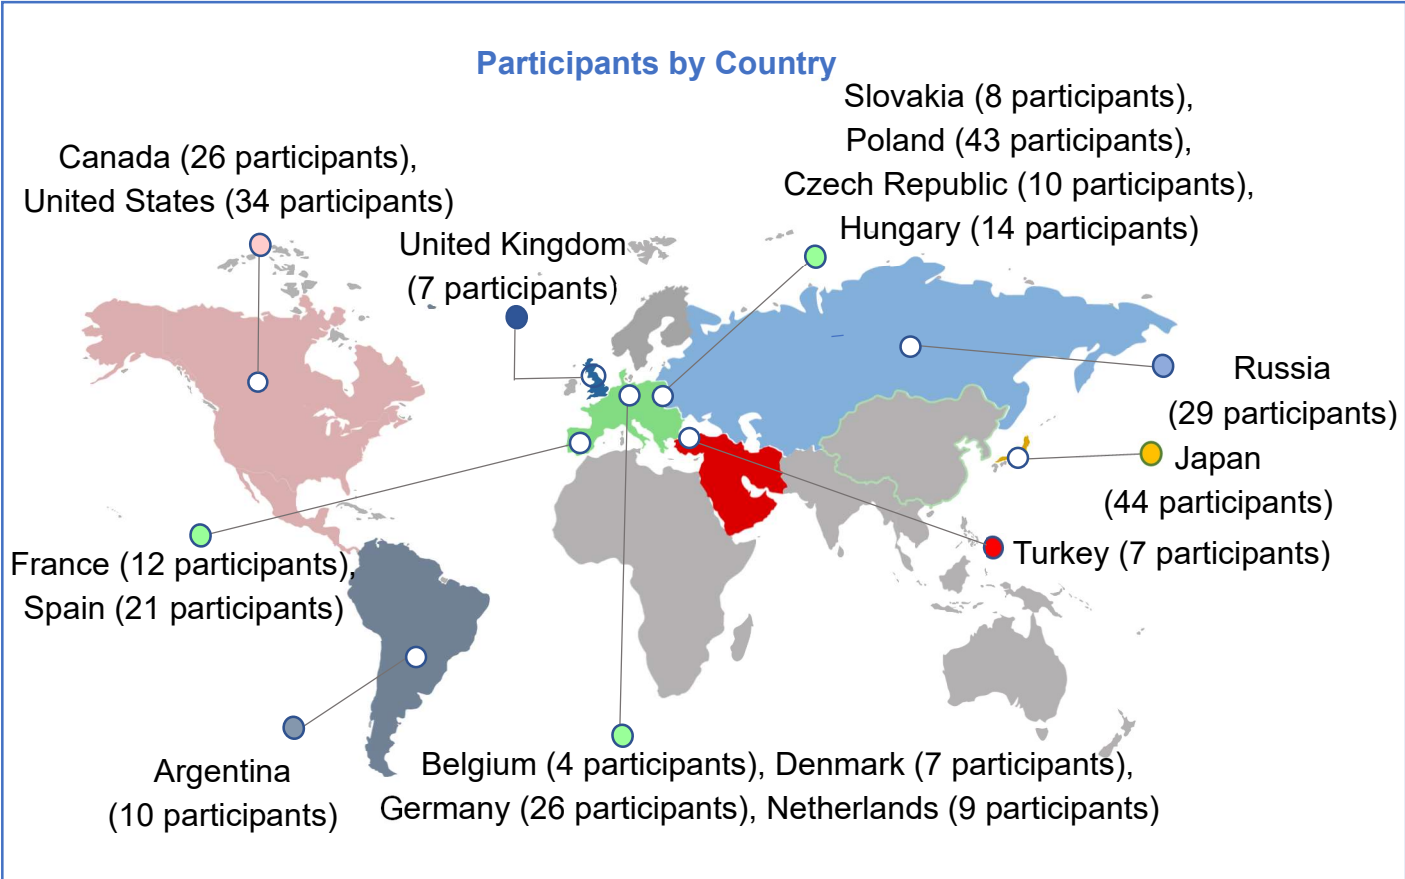 Participants by Country
Slovakia (8 participants),
Poland (43 participants),
Czech Republic (10 participants),
Hungary (14 participants)
Canada (26 participants),
United States (34 participants)
United Kingdom
(7 participants)
Russia
(29 participants)
Japan
(44 participants)
Turkey (7 participants)
France (12 participants),
Spain (21 participants)
Argentina
(10 participants)
Belgium (4 participants), Denmark (7 participants),
Germany (26 participants), Netherlands (9 participants)